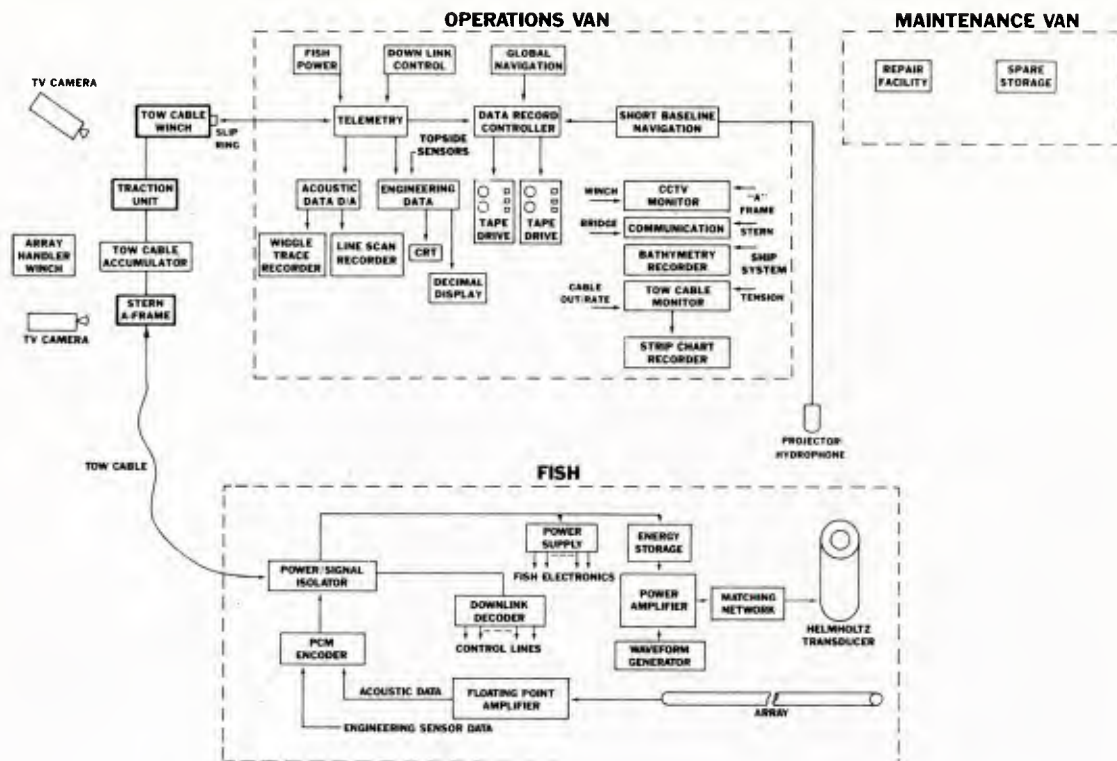 OPERATIONS VAN
MAINTENANCE VAN
FISH
POWER
DOWN LINK
CONTROL
GLOBAL
NAVIGATION
REPAIR
FACILITY
SPARE
STORAGE
TV CAMERA
TOW CABLE
WINCH
SLIP
RING
TELEMETRY
DATA RECORD
CONTROLLER
SHORT BASELINE
NAVIGATION
TOPSIDE
SENSORS
TRACTION
UNIT
ACOUSTIC
DATA D/A
ENGINEERING
DATA
TAPE
DRIVE
TAPE
DRIVE
WINCH
CCTV
MONITOR
"A"
FRAME
BRIDGE
COMMUNICATION
STERN
ARRAY
HANDLER
WINCH
TOW CABLE
ACCUMULATOR
WIGGLE
TRACE
RECORDER
LINE SCAN
RECORDER
CRT
BATHYMETRY
RECORDER
SHIP
SYSTEM
DECIMAL
DISPLAY
CABLE
OUT/RATE
TOW CABLE
MONITOR
TENSION
STERN
A-FRAME
TV CAMERA
STRIP CHART
RECORDER
PROJECTOR
HYDROPHONE
TOW CABLE
FISH
POWER
SUPPLY
ENERGY
STORAGE
FISH ELECTRONICS
POWER/SIGNAL
ISOLATOR
DOWNLINK
DECODER
POWER
AMPLIFIER
MATCHING
NETWORK
HELMHOLTZ
TRANSDUCER
CONTROL LINES
PCM
ENCODER
WAVEFORM
GENERATOR
ACOUSTIC DATA
FLOATING POINT
AMPLIFIER
ARRAY
ENGINEERING SENSOR DATA